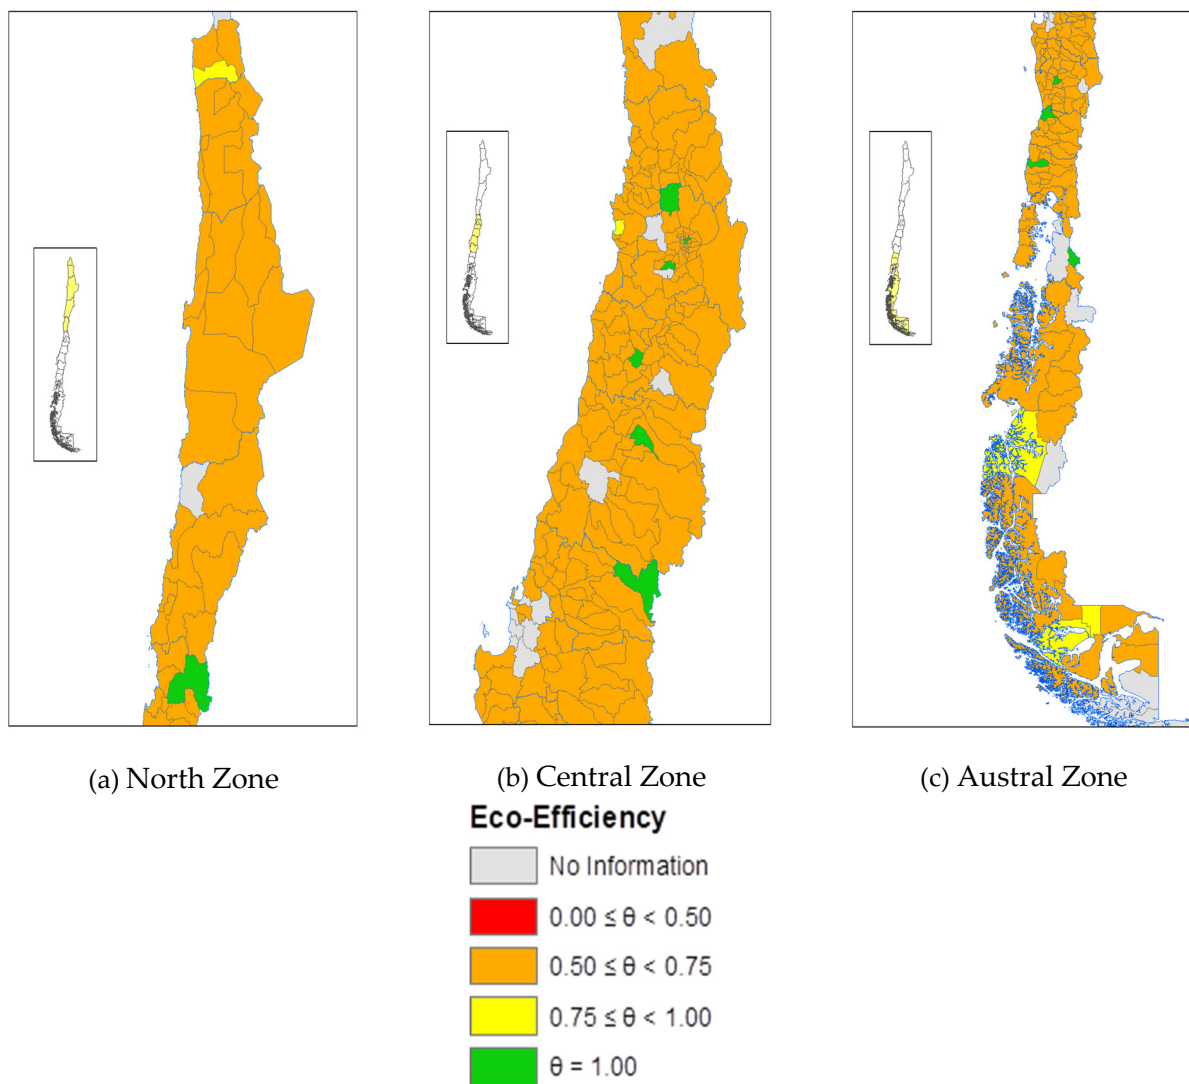 (a) North Zone
(b) Central Zone
(c) Austral Zone
Eco-Efficiency
No Information
0.00 ≤ θ < 0.50
0.50 ≤ θ < 0.75
0.75 ≤ θ < 1.00
θ = 1.00